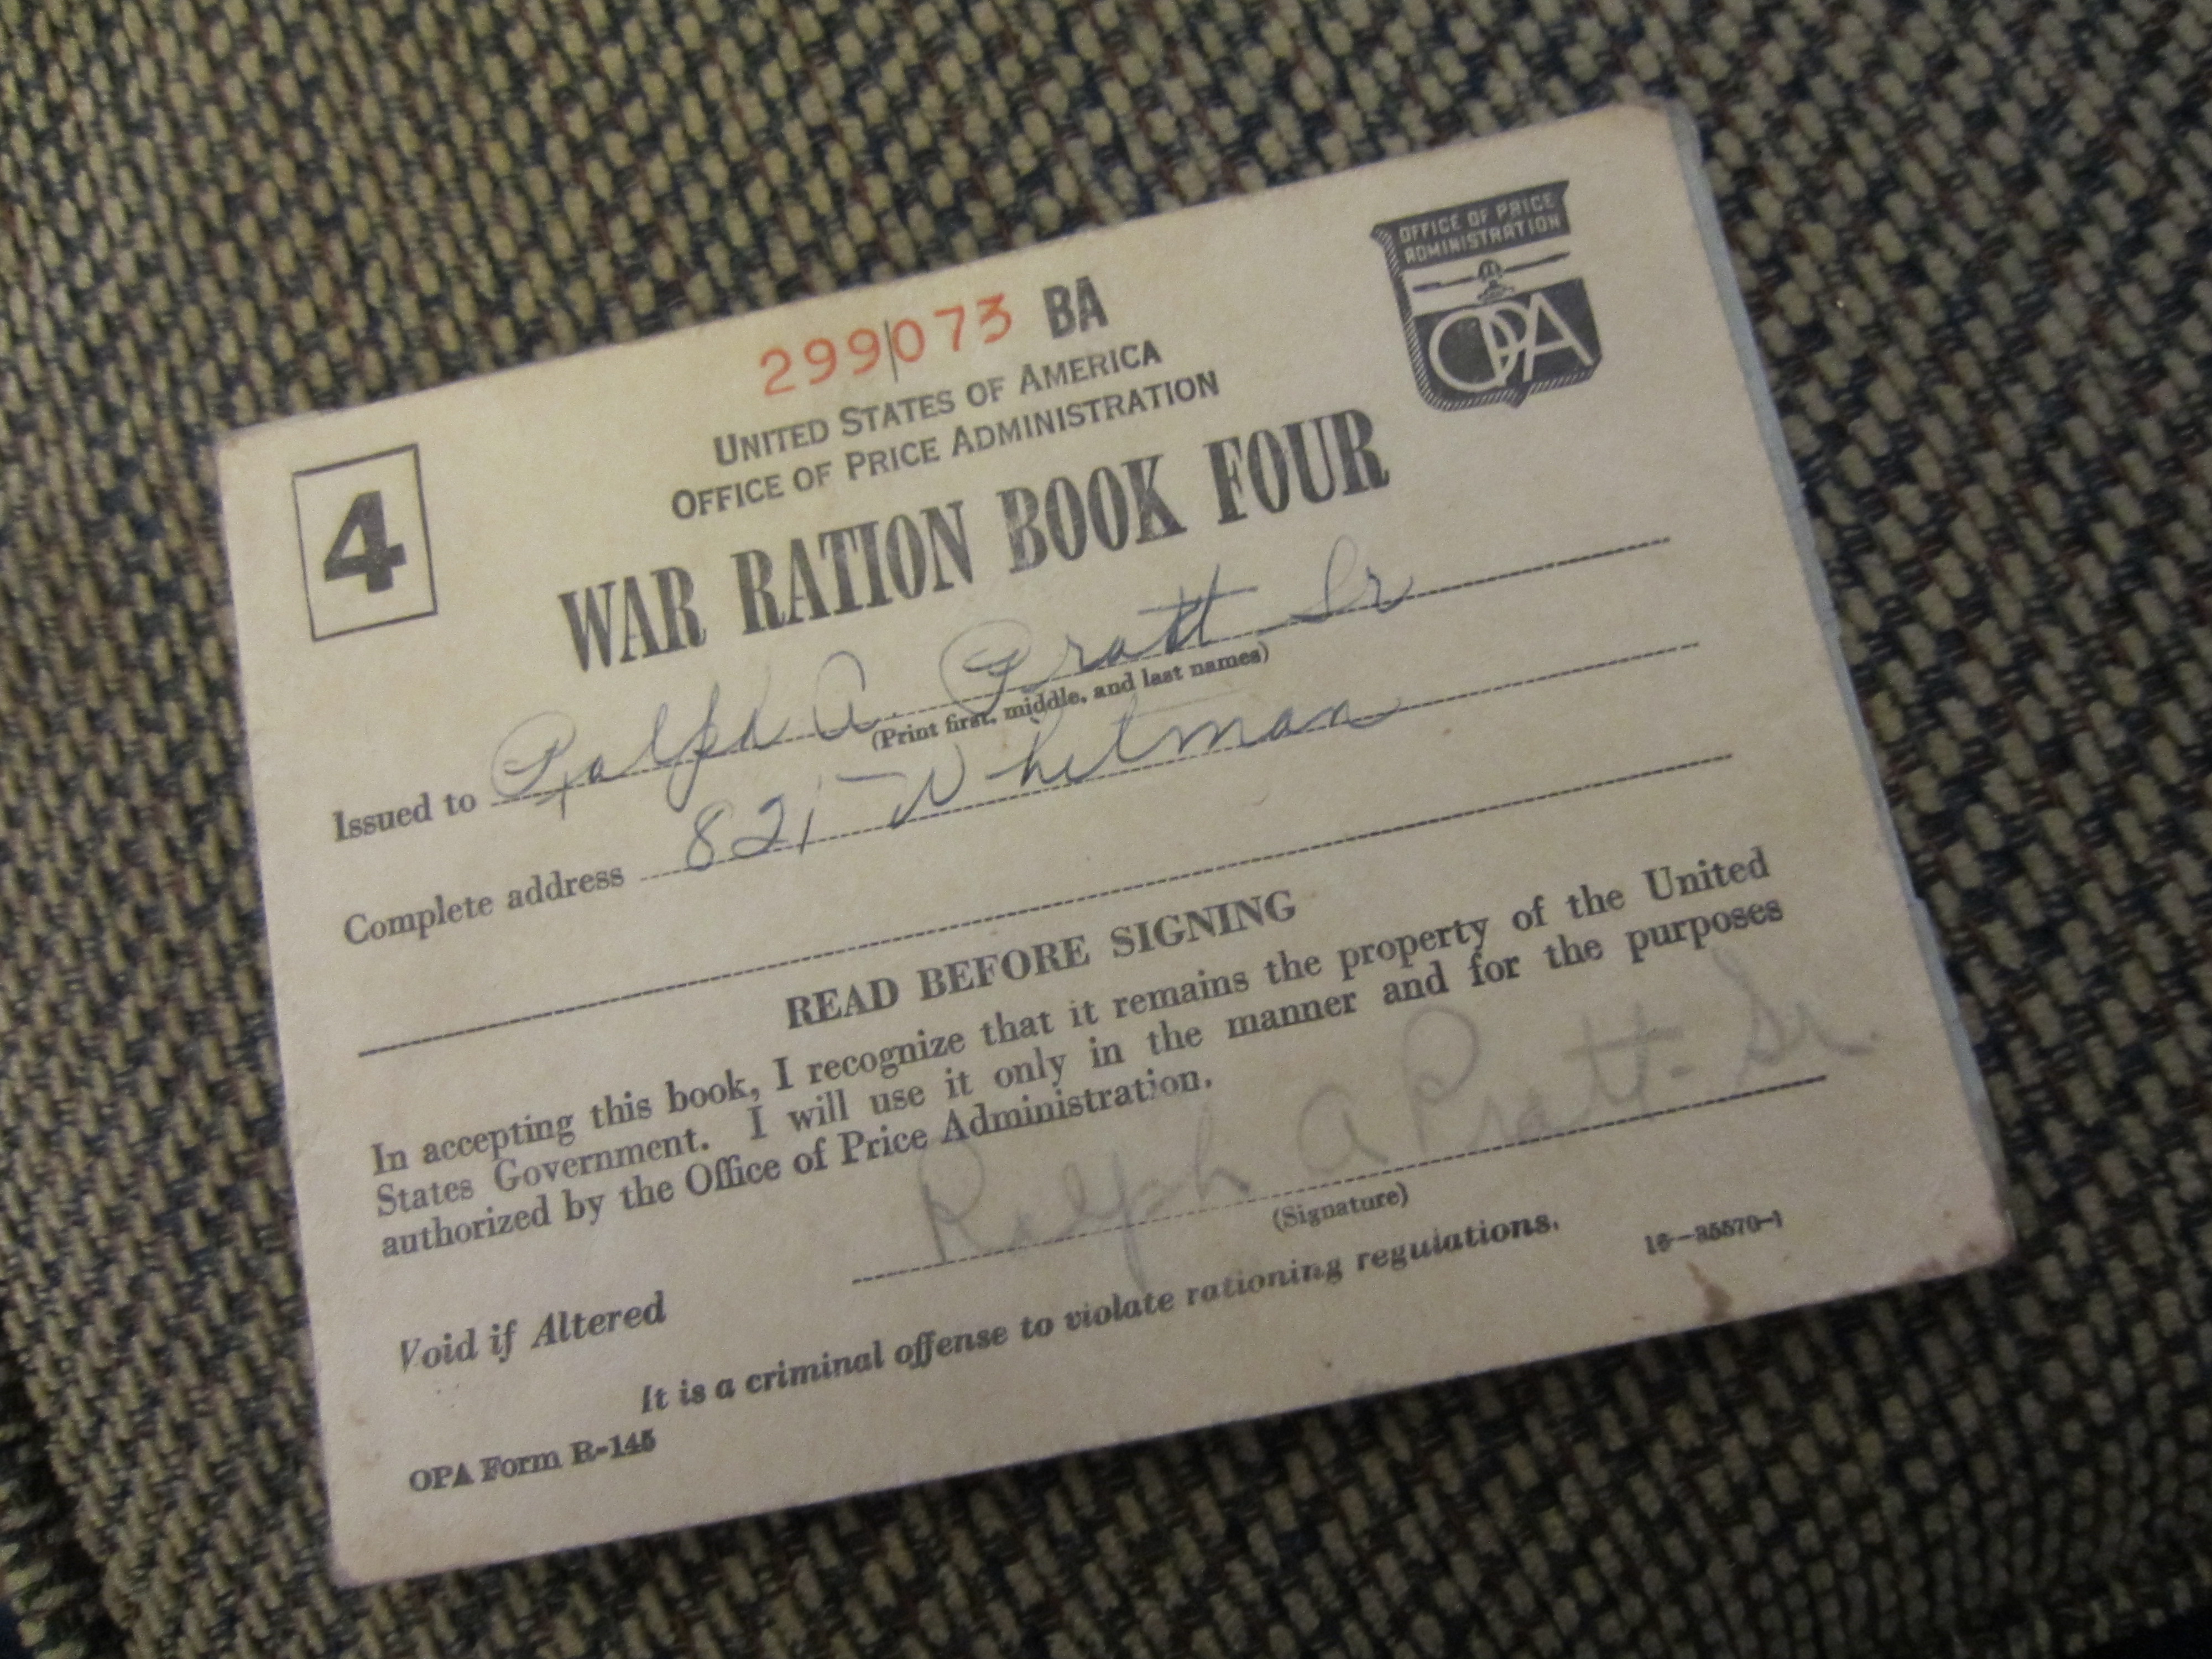 299073 BA
OFFICE OF PRICE
ADMINISTRATION
OPA
4
UNITED STATES OF AMERICA
OFFICE OF PRICE ADMINISTRATION
WAR RATION BOOK FOUR
Issued to Ralph A. Pratt Sr
(Print first, middle, and last names)
Complete address 821 Whitman
READ BEFORE SIGNING
In accepting this book, I recognize that it remains the property of the United
States Government. I will use it only in the manner and for the purposes
authorized by the Office of Price Administration.
Ralph A Pratt Sr.
(Signature)
Void if Altered
It is a criminal offense to violate rationing regulations.
OPA Form R-145
16—35570-1